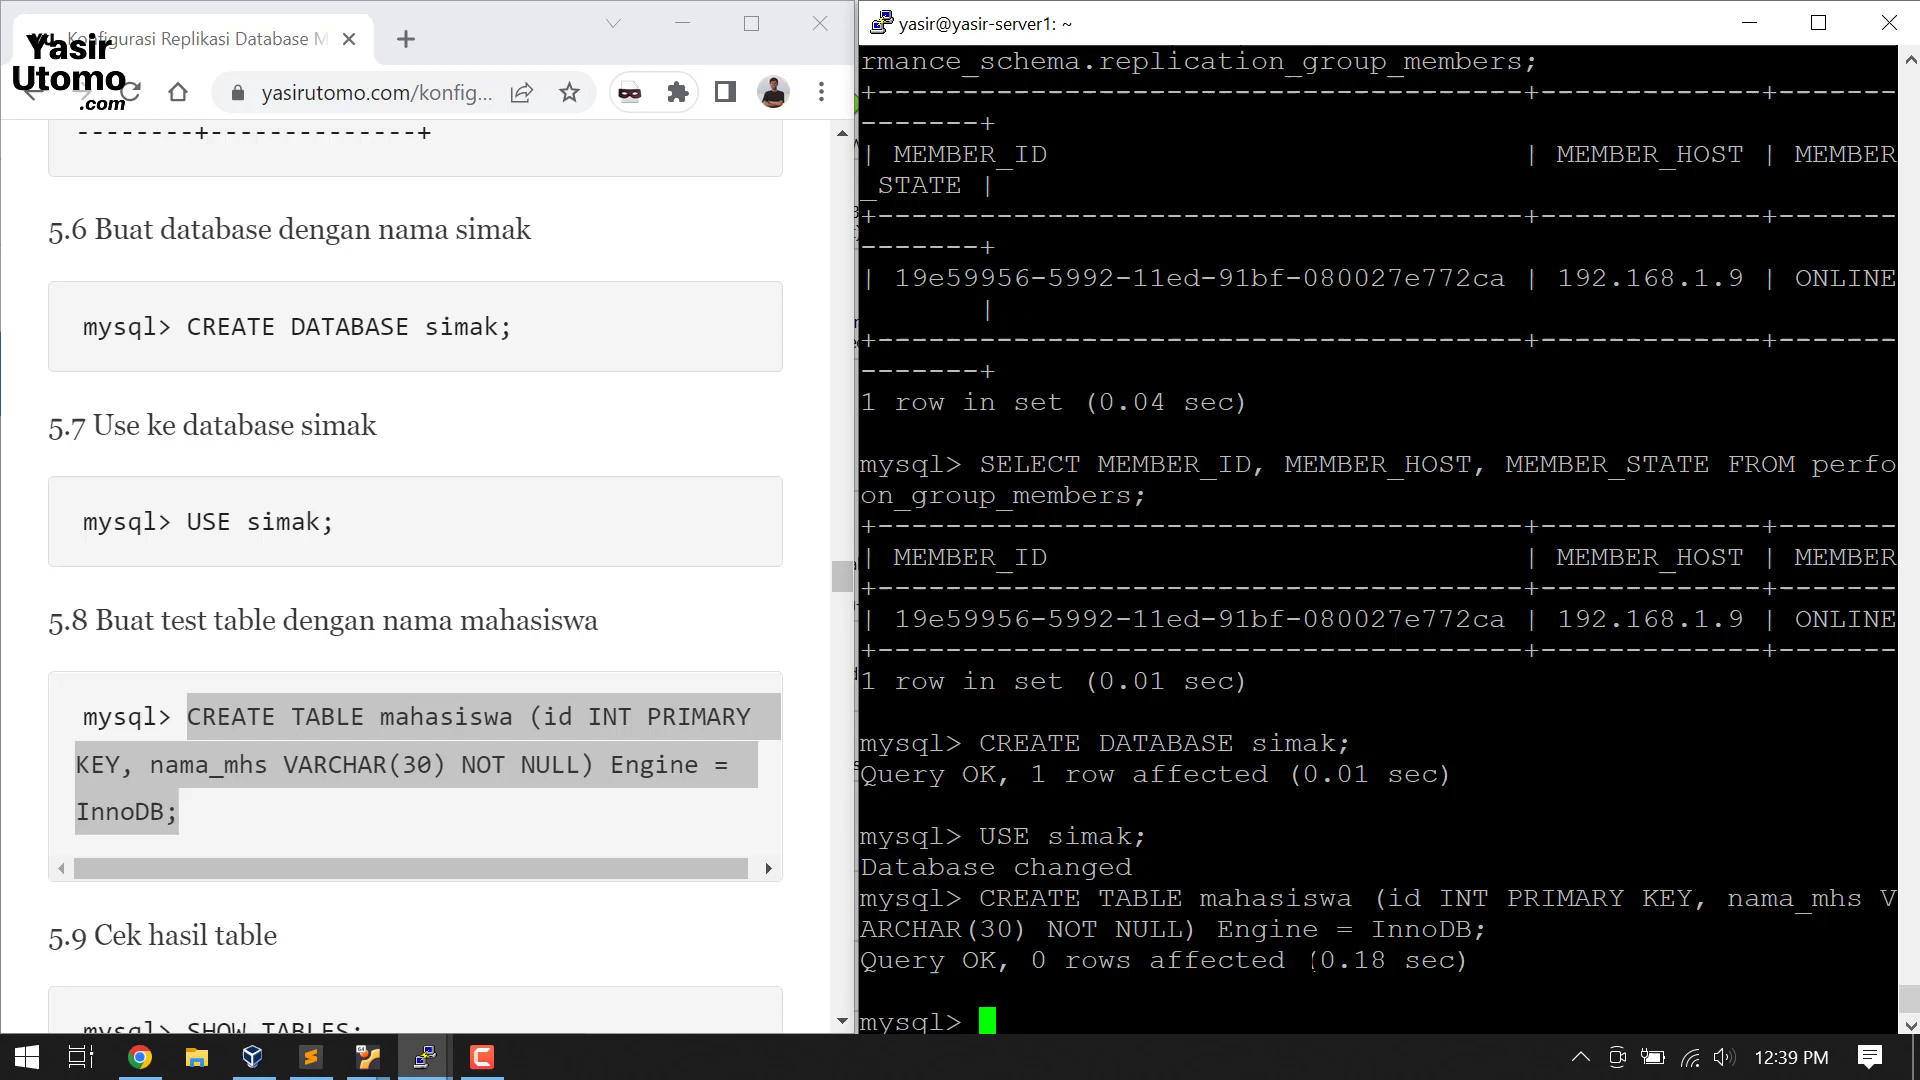 Konfigurasi Replikasi Database M
Yasir
Utomo
.com
yasirutomo.com/konfig...
--------+--------------+
5.6 Buat database dengan nama simak
mysql> CREATE DATABASE simak;
5.7 Use ke database simak
mysql> USE simak;
5.8 Buat test table dengan nama mahasiswa
mysql> CREATE TABLE mahasiswa (id INT PRIMARY
KEY, nama_mhs VARCHAR(30) NOT NULL) Engine =
InnoDB;
5.9 Cek hasil table
mysql> SHOW TABLES;
yasir@yasir-server1: ~
rmance_schema.replication_group_members;
+--------------------------------------+-------------+-------
-------+
| MEMBER_ID                            | MEMBER_HOST | MEMBER
_STATE |
+--------------------------------------+-------------+-------
-------+
| 19e59956-5992-11ed-91bf-080027e772ca | 192.168.1.9 | ONLINE
       |
+--------------------------------------+-------------+-------
-------+
1 row in set (0.04 sec)
mysql> SELECT MEMBER_ID, MEMBER_HOST, MEMBER_STATE FROM perfo
on_group_members;
+--------------------------------------+-------------+-------
| MEMBER_ID                            | MEMBER_HOST | MEMBER
+--------------------------------------+-------------+-------
| 19e59956-5992-11ed-91bf-080027e772ca | 192.168.1.9 | ONLINE
+--------------------------------------+-------------+-------
1 row in set (0.01 sec)
mysql> CREATE DATABASE simak;
Query OK, 1 row affected (0.01 sec)
mysql> USE simak;
Database changed
mysql> CREATE TABLE mahasiswa (id INT PRIMARY KEY, nama_mhs V
ARCHAR(30) NOT NULL) Engine = InnoDB;
Query OK, 0 rows affected (0.18 sec)
mysql>
12:39 PM